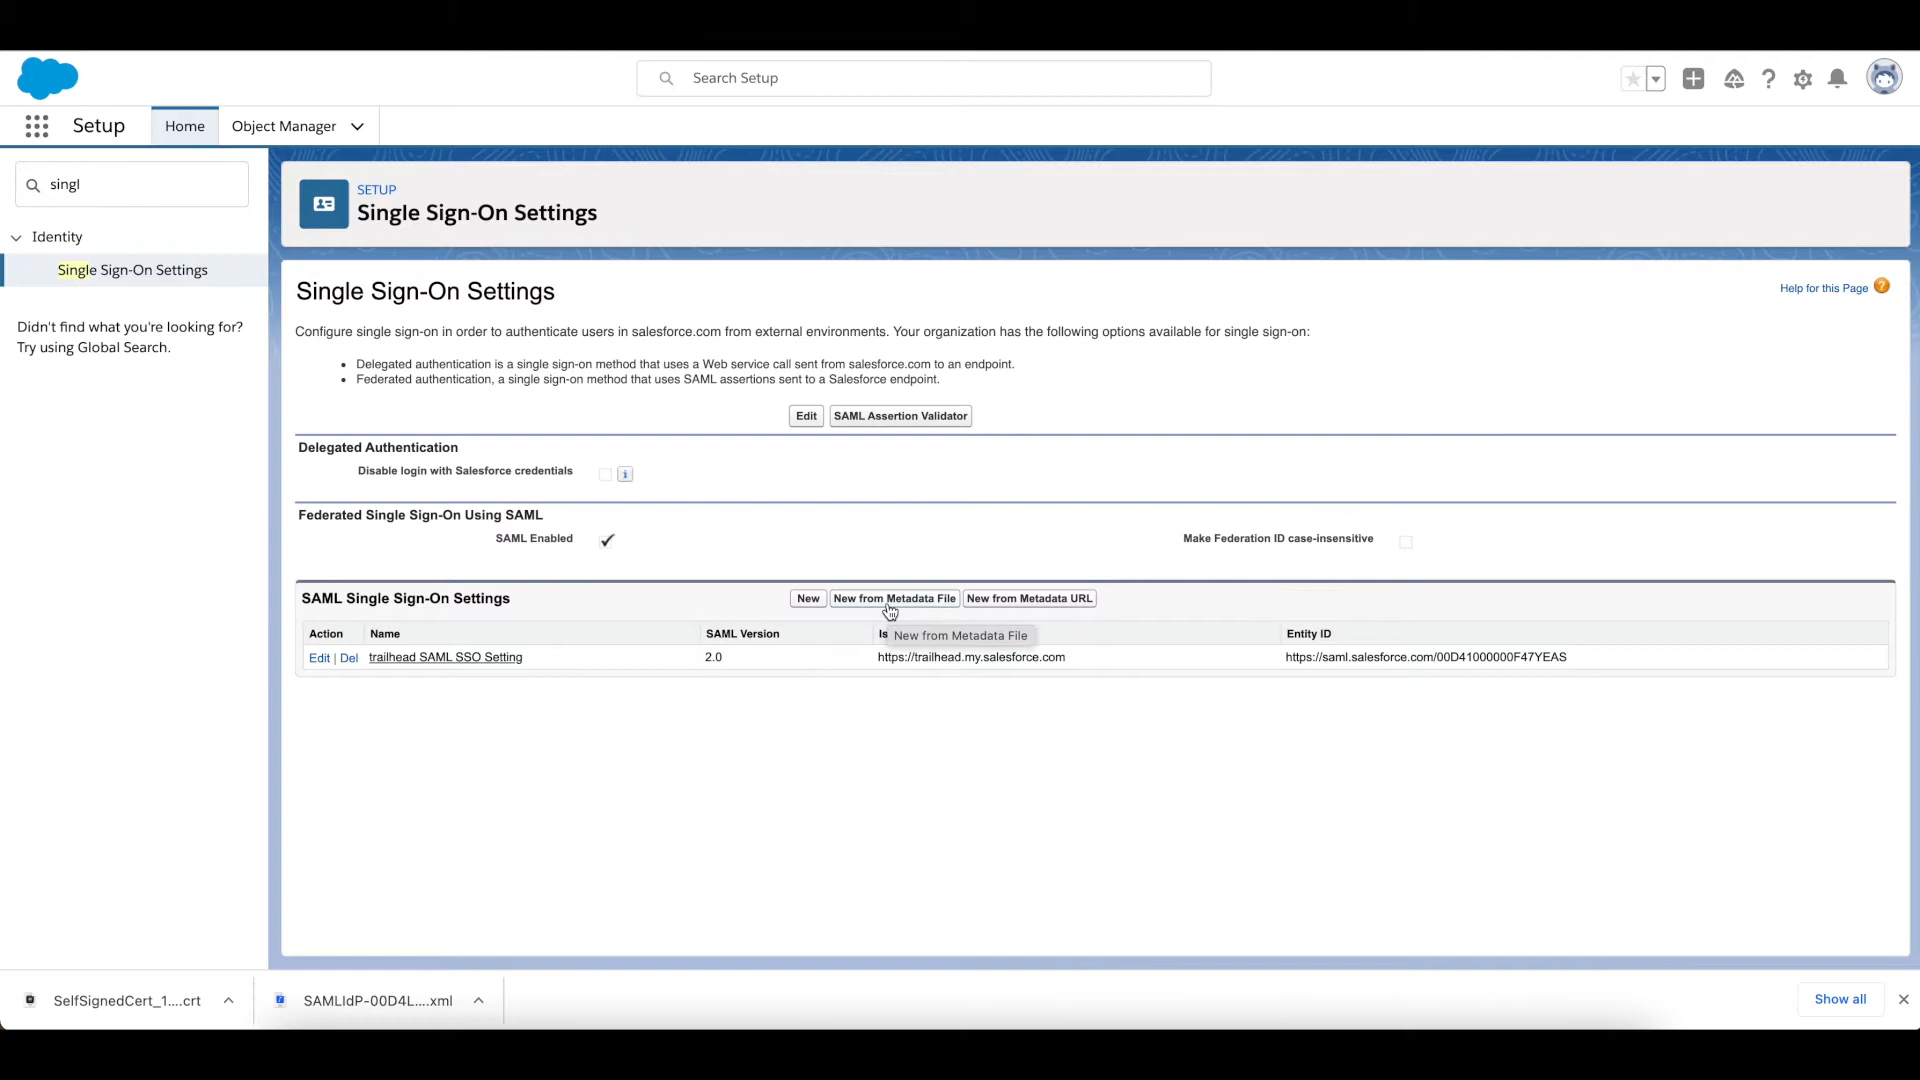 Search Setup
Setup
Home
Object Manager
singl
Identity
Single Sign-On Settings
Didn't find what you're looking for?
Try using Global Search.
SETUP
Single Sign-On Settings
Single Sign-On Settings
Help for this Page
Configure single sign-on in order to authenticate users in salesforce.com from external environments. Your organization has the following options available for single sign-on:
Delegated authentication is a single sign-on method that uses a Web service call sent from salesforce.com to an endpoint.
Federated authentication, a single sign-on method that uses SAML assertions sent to a Salesforce endpoint.
Edit SAML Assertion Validator
Delegated Authentication
Disable login with Salesforce credentials
Federated Single Sign-On Using SAML
SAML Enabled Make Federation ID case-insensitive
SAML Single Sign-On Settings New New from Metadata File New from Metadata URL
Action Name SAML Version Is Entity ID
New from Metadata File
Edit | Del trailhead SAML SSO Setting 2.0 https://trailhead.my.salesforce.com https://saml.salesforce.com/00D41000000F47YEAS
SelfSignedCert_1....crt SAMLIdP-00D4L....xml Show all